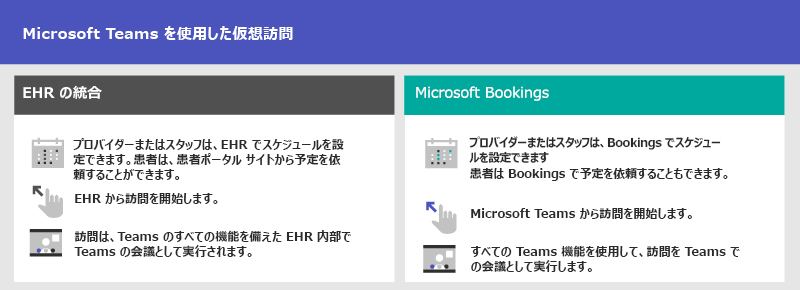 Microsoft Teams を使用した仮想訪問
EHR の統合
プロバイダーまたはスタッフは、EHR でスケジュールを設
定できます。患者は、患者ポータル サイトから予定を依
頼することができます。
EHR から訪問を開始します。
訪問は、Teams のすべての機能を備えた EHR 内部で
Teams の会議として実行されます。
Microsoft Bookings
プロバイダーまたはスタッフは、Bookings でスケジュー
ルを設定できます
患者は Bookings で予定を依頼することもできます。
Microsoft Teams から訪問を開始します。
すべての Teams 機能を使用して、訪問を Teams で
の会議として実行します。